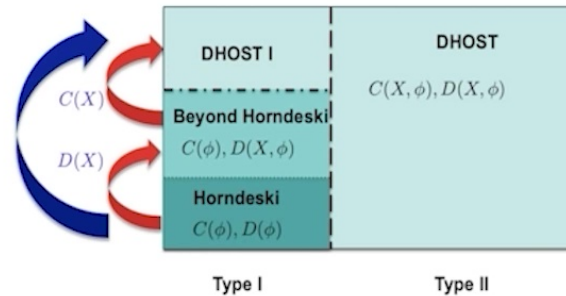 DHOST I
DHOST
C(X, ϕ), D(X, ϕ)
C(X)
Beyond Horndeski
C(ϕ), D(X, ϕ)
D(X)
Horndeski
C(ϕ), D(ϕ)
Type I
Type II